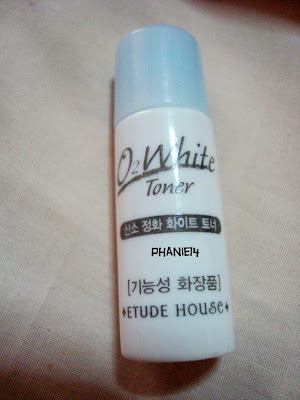 O₂ White
Toner
산소 정화 화이트 토너
PHANIE14
[기능성 화장품]
ETUDE HOUSE